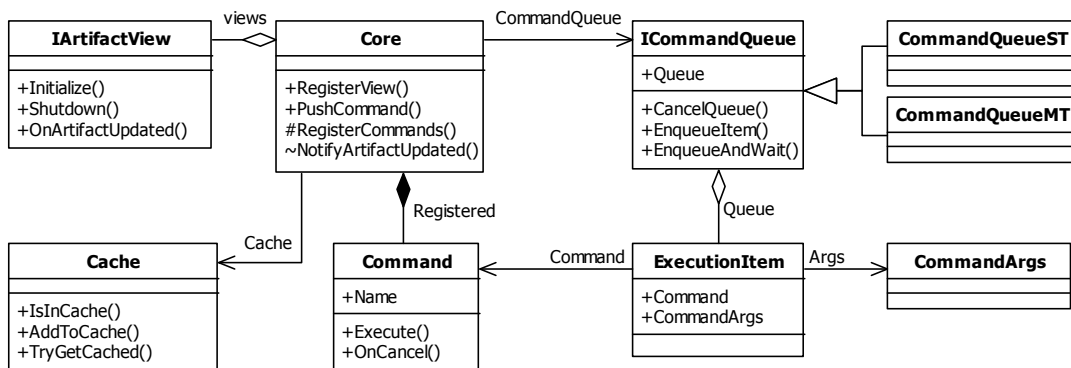 views
CommandQueue
IArtifactView
+Initialize()
+Shutdown()
+OnArtifactUpdated()
Core
+RegisterView()
+PushCommand()
#RegisterCommands()
~NotifyArtifactUpdated()
ICommandQueue
+Queue
+CancelQueue()
+EnqueueItem()
+EnqueueAndWait()
CommandQueueST
CommandQueueMT
Registered
Queue
Cache
Command
Args
Cache
+IsInCache()
+AddToCache()
+TryGetCached()
Command
+Name
+Execute()
+OnCancel()
ExecutionItem
+Command
+CommandArgs
CommandArgs